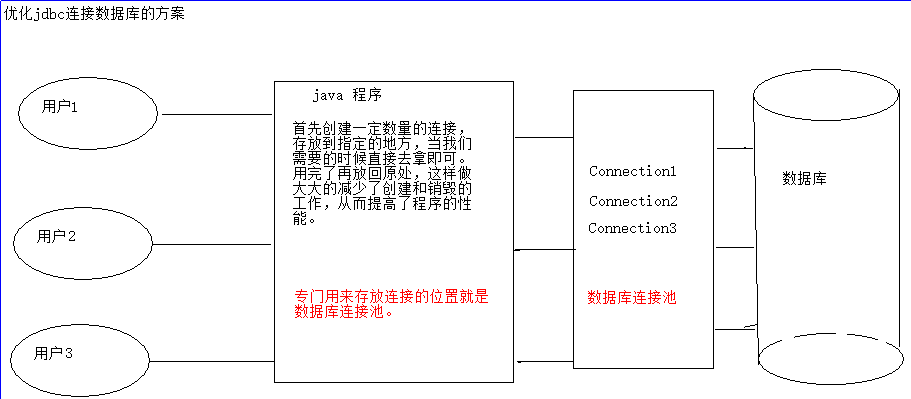 优化jdbc连接数据库的方案
用户1
用户2
用户3
java 程序
首先创建一定数量的连接，
存放到指定的地方，当我们
需要的时候直接去拿即可。
用完了再放回原处，这样做
大大的减少了创建和销毁的
工作，从而提高了程序的性
能。
专门用来存放连接的位置就是
数据库连接池。
Connection1
Connection2
Connection3
数据库连接池
数据库